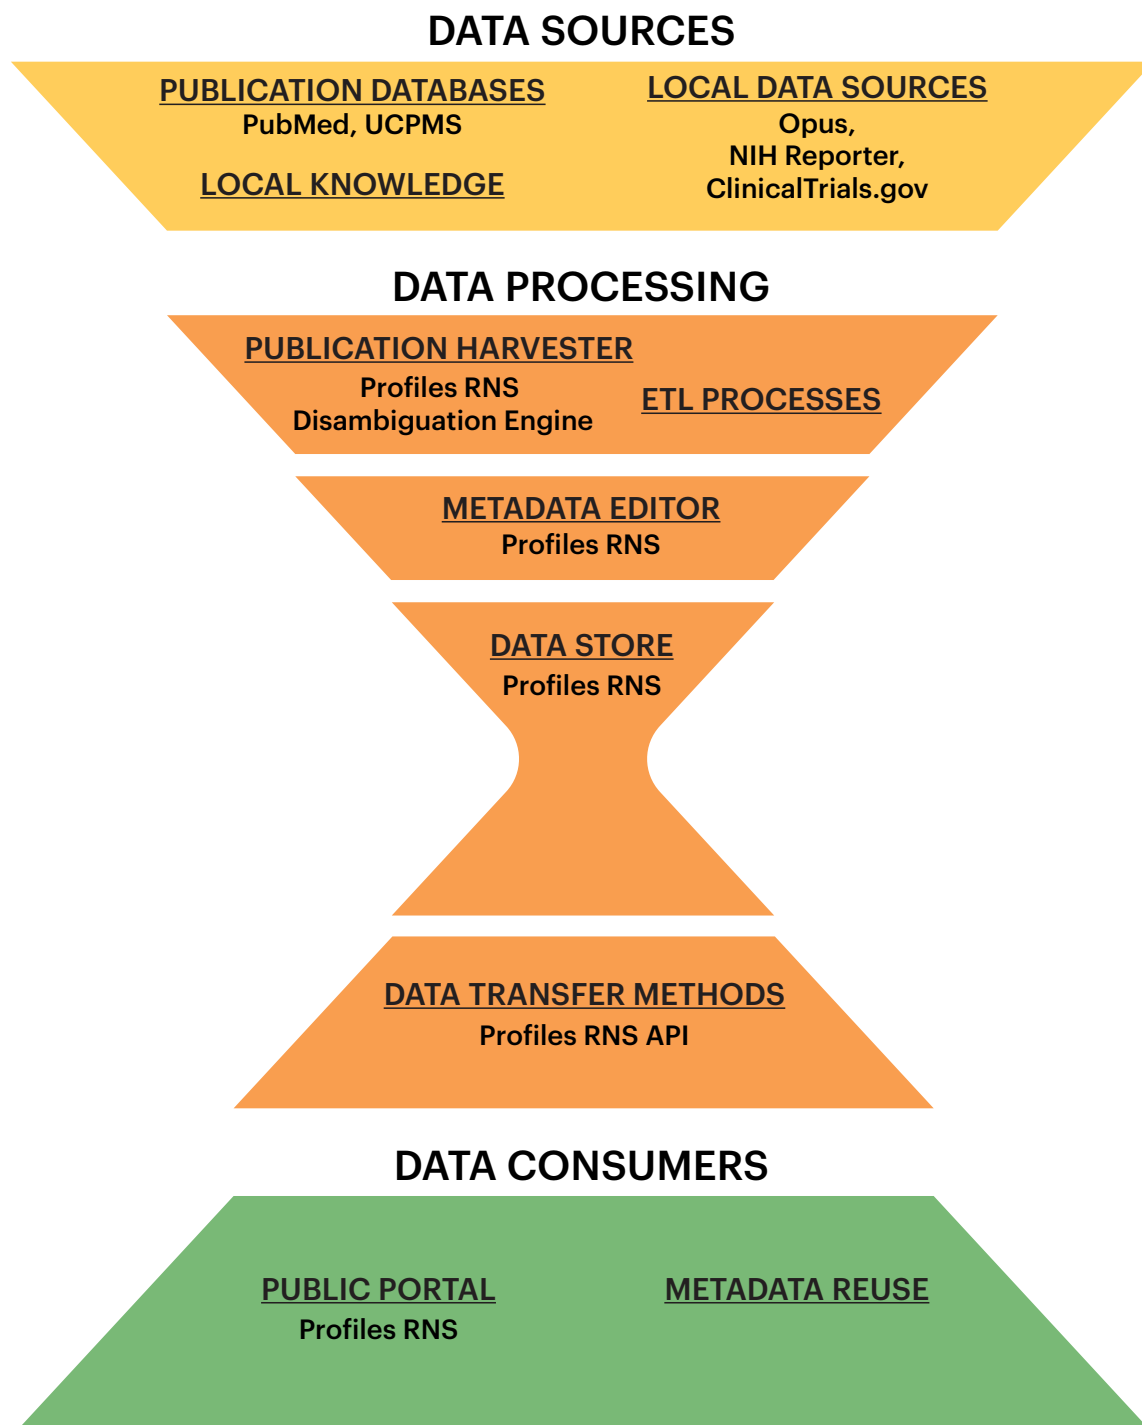 DATA SOURCES
PUBLICATION DATABASES
PubMed, UCPMS
LOCAL KNOWLEDGE
LOCAL DATA SOURCES
Opus,
NIH Reporter,
ClinicalTrials.gov
DATA PROCESSING
PUBLICATION HARVESTER
Profiles RNS
Disambiguation Engine
ETL PROCESSES
METADATA EDITOR
Profiles RNS
DATA STORE
Profiles RNS
DATA TRANSFER METHODS
Profiles RNS API
DATA CONSUMERS
PUBLIC PORTAL
Profiles RNS
METADATA REUSE